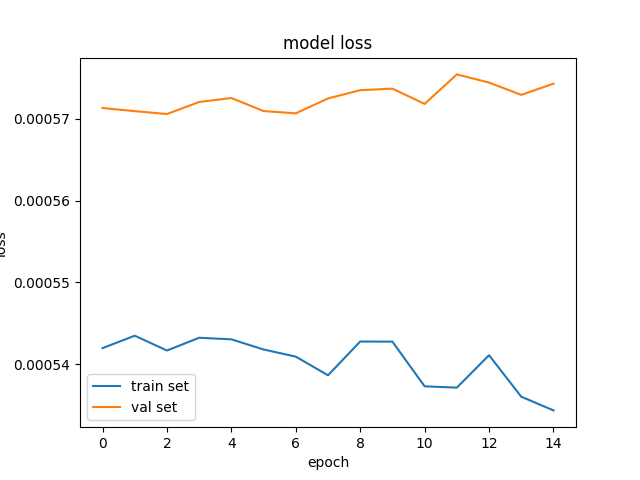 model loss
0.00057
0.00056
0.00055
0.00054
loss
train set
val set
0 2 4 6 8 10 12 14
epoch